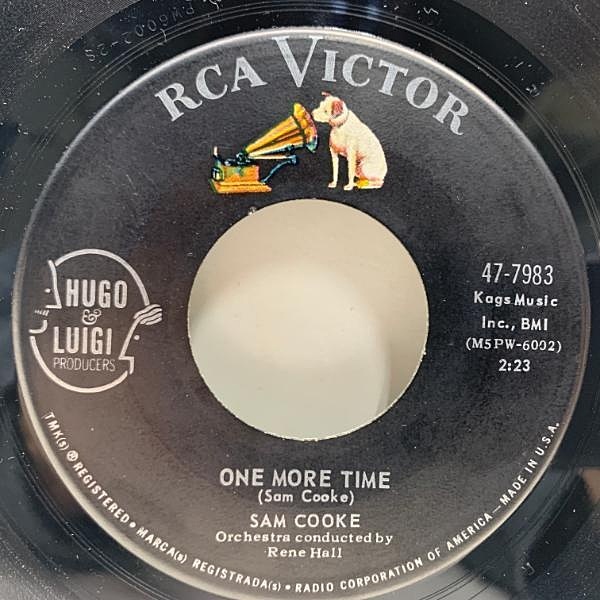 RCA VICTOR
HUGO
&
LUIGI
PRODUCERS
47-7983
Kags Music
Inc., BMI
(M5PW-6002)
2:23
ONE MORE TIME
(Sam Cooke)
SAM COOKE
Orchestra conducted by
Rene Hall
TMK(s) ® REGISTERED • MARCA(s) REGISTRADA(s) • RADIO CORPORATION OF AMERICA—MADE IN U.S.A.